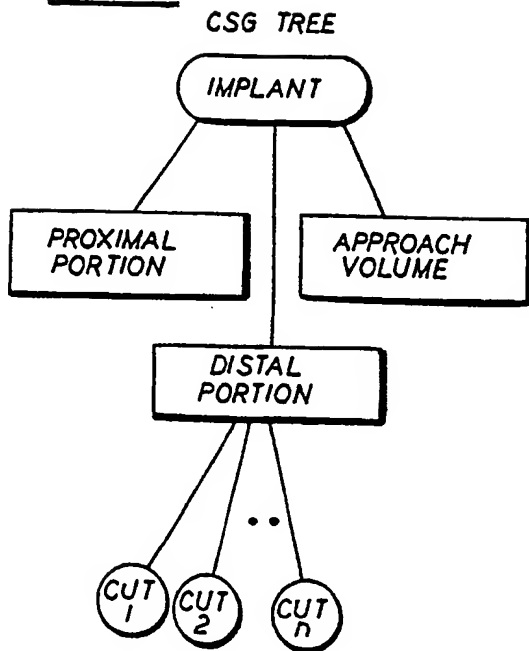 CSG TREE
IMPLANT
PROXIMAL
PORTION
APPROACH
VOLUME
DISTAL
PORTION
CUT
1
CUT
2
CUT
n